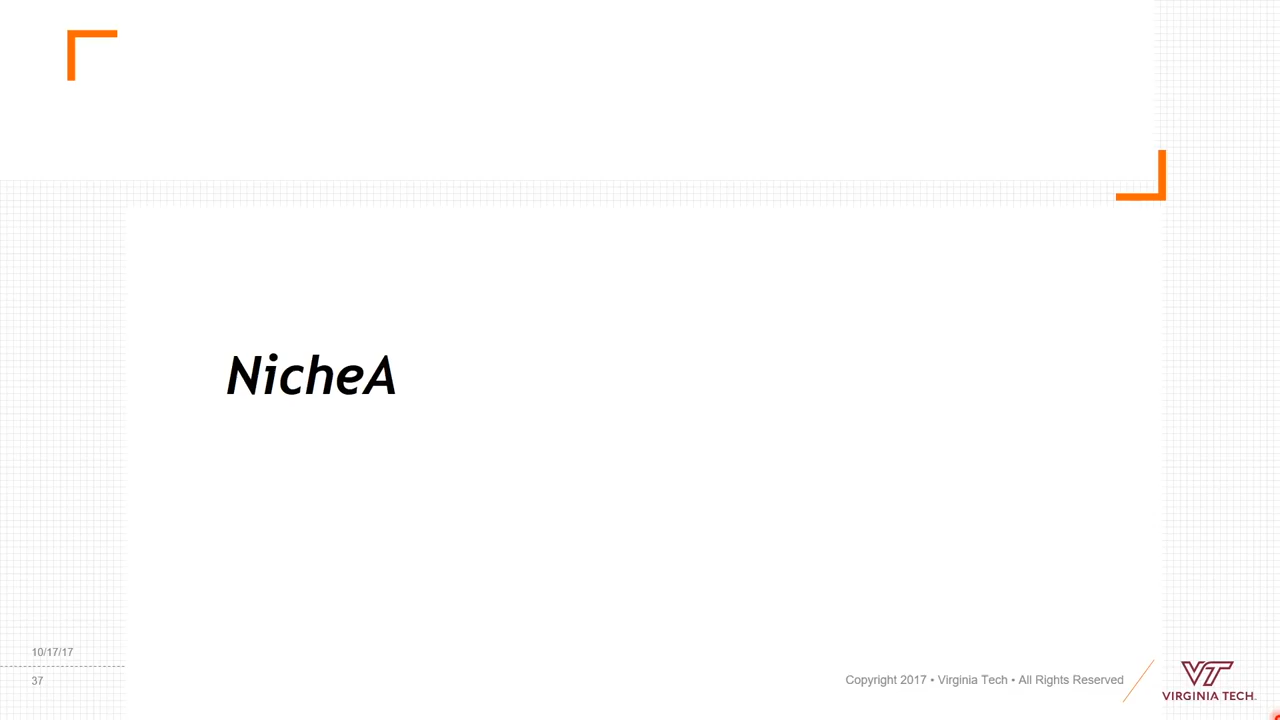 NicheA
10/17/17
37
Copyright 2017 • Virginia Tech • All Rights Reserved
VT
VIRGINIA TECH